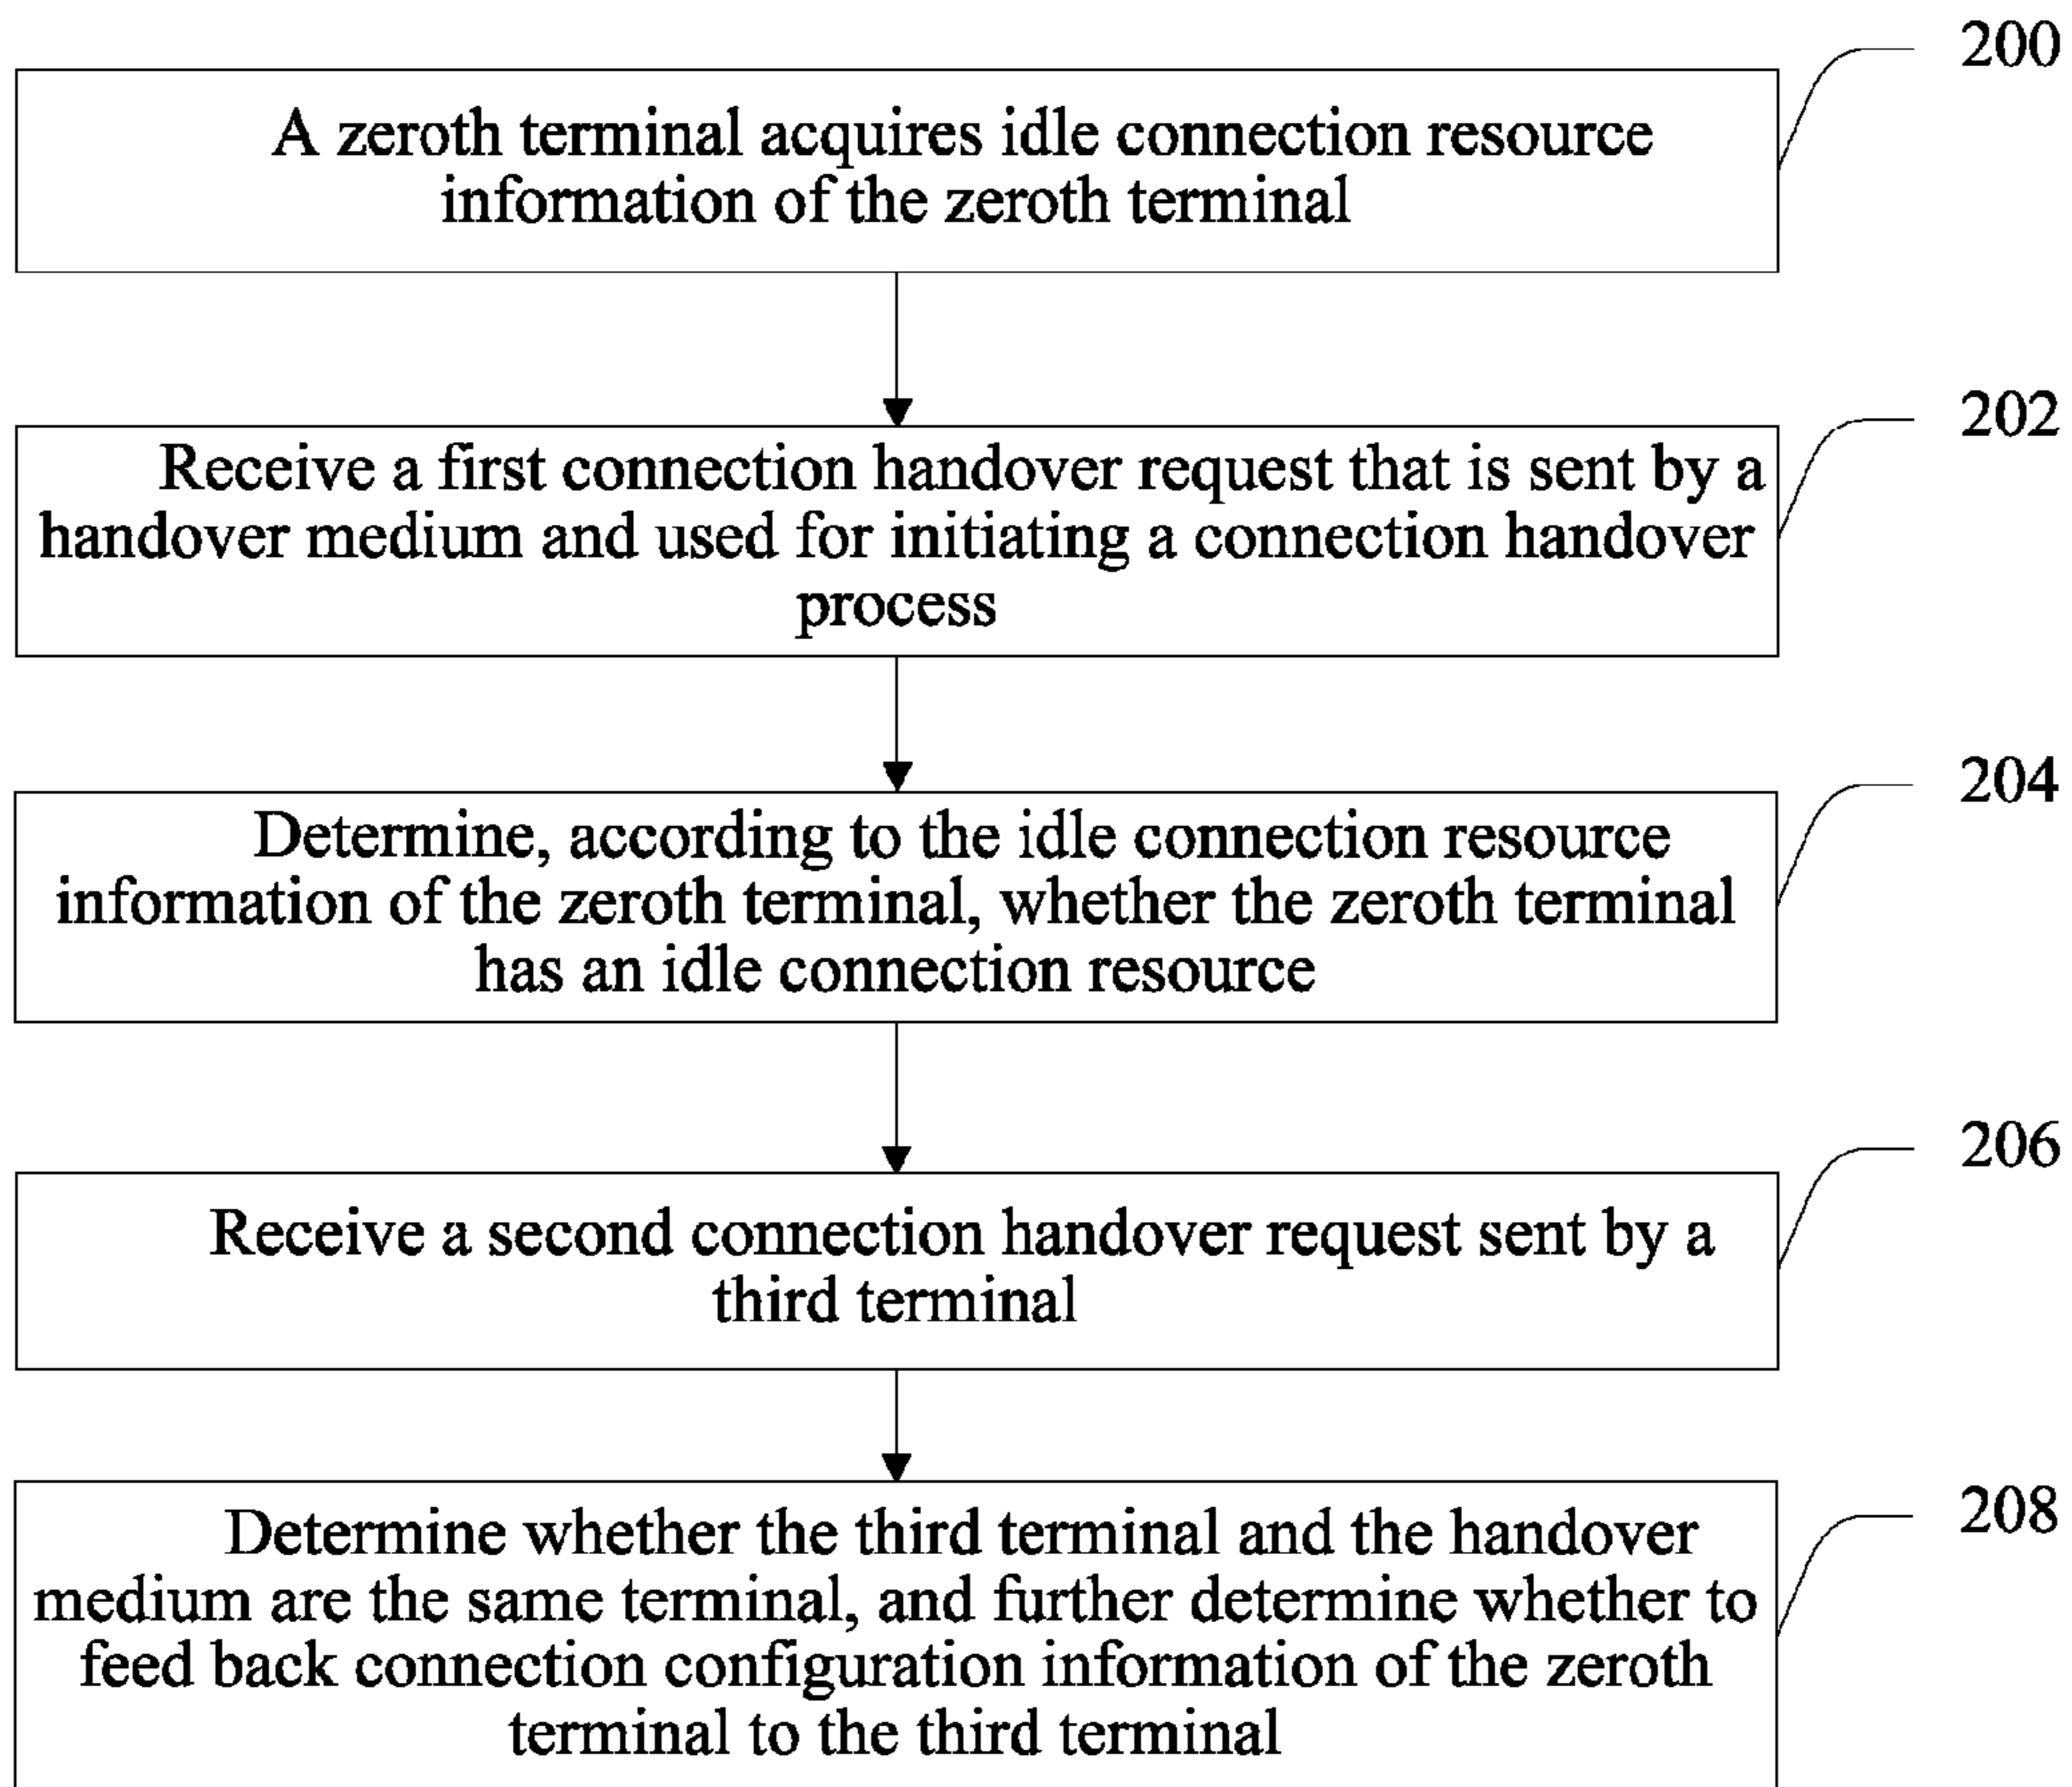 200
A zeroth terminal acquires idle connection resource
information of the zeroth terminal
202
Receive a first connection handover request that is sent by a
handover medium and used for initiating a connection handover
process
204
Determine, according to the idle connection resource
information of the zeroth terminal, whether the zeroth terminal
has an idle connection resource
206
Receive a second connection handover request sent by a
third terminal
208
Determine whether the third terminal and the handover
medium are the same terminal, and further determine whether to
feed back connection configuration information of the zeroth
terminal to the third terminal